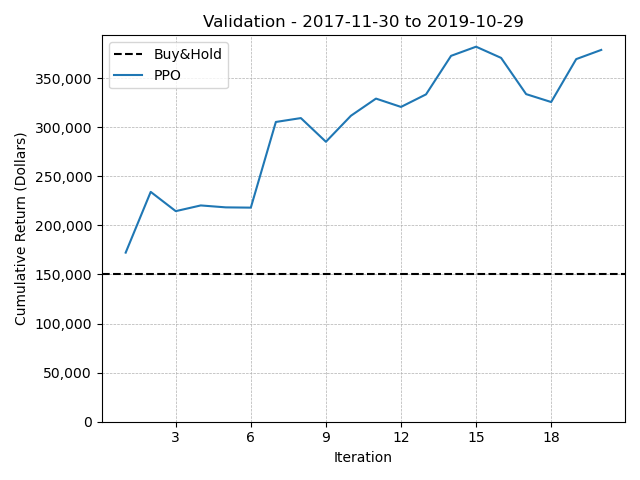 Validation - 2017-11-30 to 2019-10-29
Buy&Hold
PPO
Cumulative Return (Dollars)
350,000
300,000
250,000
200,000
150,000
100,000
50,000
0
3 6 9 12 15 18
Iteration